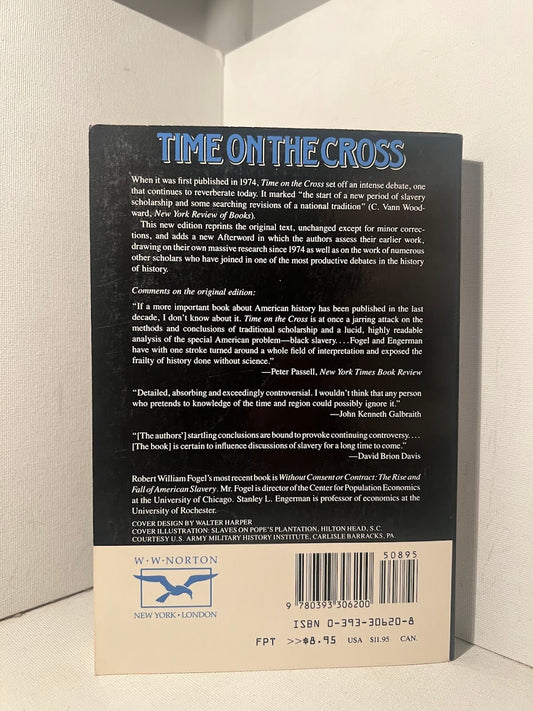 TIME ON THE CROSS
When it was first published in 1974, Time on the Cross set off an intense debate, one
that continues to reverberate today. It marked “the start of a new period of slavery
scholarship and some searching revisions of a national tradition” (C. Vann Wood-
ward, New York Review of Books).
This new edition reprints the original text, unchanged except for minor correc-
tions, and adds a new Afterword in which the authors assess their earlier work,
drawing on their own massive research since 1974 as well as on the work of numerous
other scholars who have joined in one of the most productive debates in the history
of history.
Comments on the original edition:
“If a more important book about American history has been published in the last
decade, I don't know about it. Time on the Cross is at once a jarring attack on the
methods and conclusions of traditional scholarship and a lucid, highly readable
analysis of the special American problem—black slavery. . . . Fogel and Engerman
have with one stroke turned around a whole field of interpretation and exposed the
frailty of history done without science.”
—Peter Passell, New York Times Book Review
“Detailed, absorbing and exceedingly controversial. I wouldn't think that any person
who pretends to knowledge of the time and region could possibly ignore it.”
—John Kenneth Galbraith
“[The authors'] startling conclusions are bound to provoke continuing controversy. . . .
[The book] is certain to influence discussions of slavery for a long time to come.”
—David Brion Davis
Robert William Fogel's most recent book is Without Consent or Contract: The Rise and
Fall of American Slavery. Mr. Fogel is director of the Center for Population Economics
at the University of Chicago. Stanley L. Engerman is professor of economics at the
University of Rochester.
COVER DESIGN BY WALTER HARPER
COVER ILLUSTRATION: SLAVES ON POPE'S PLANTATION, HILTON HEAD, S.C.
COURTESY U.S. ARMY MILITARY HISTORY INSTITUTE, CARLISLE BARRACKS, PA.
W·W·NORTON
NEW YORK · LONDON
50895
9 780393 306200
ISBN 0-393-30620-8
FPT >>$8.95 USA $11.95 CAN.